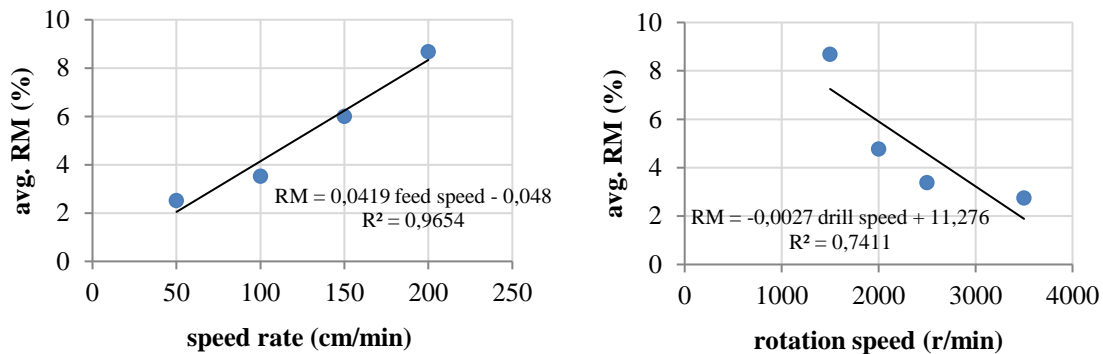 avg. RM (%)
10
8
6
4
2
0
RM = 0,0419 feed speed - 0,048
R² = 0,9654
0 50 100 150 200 250
speed rate (cm/min)
avg. RM (%)
10
8
6
4
2
0
RM = -0,0027 drill speed + 11,276
R² = 0,7411
0 1000 2000 3000 4000
rotation speed (r/min)